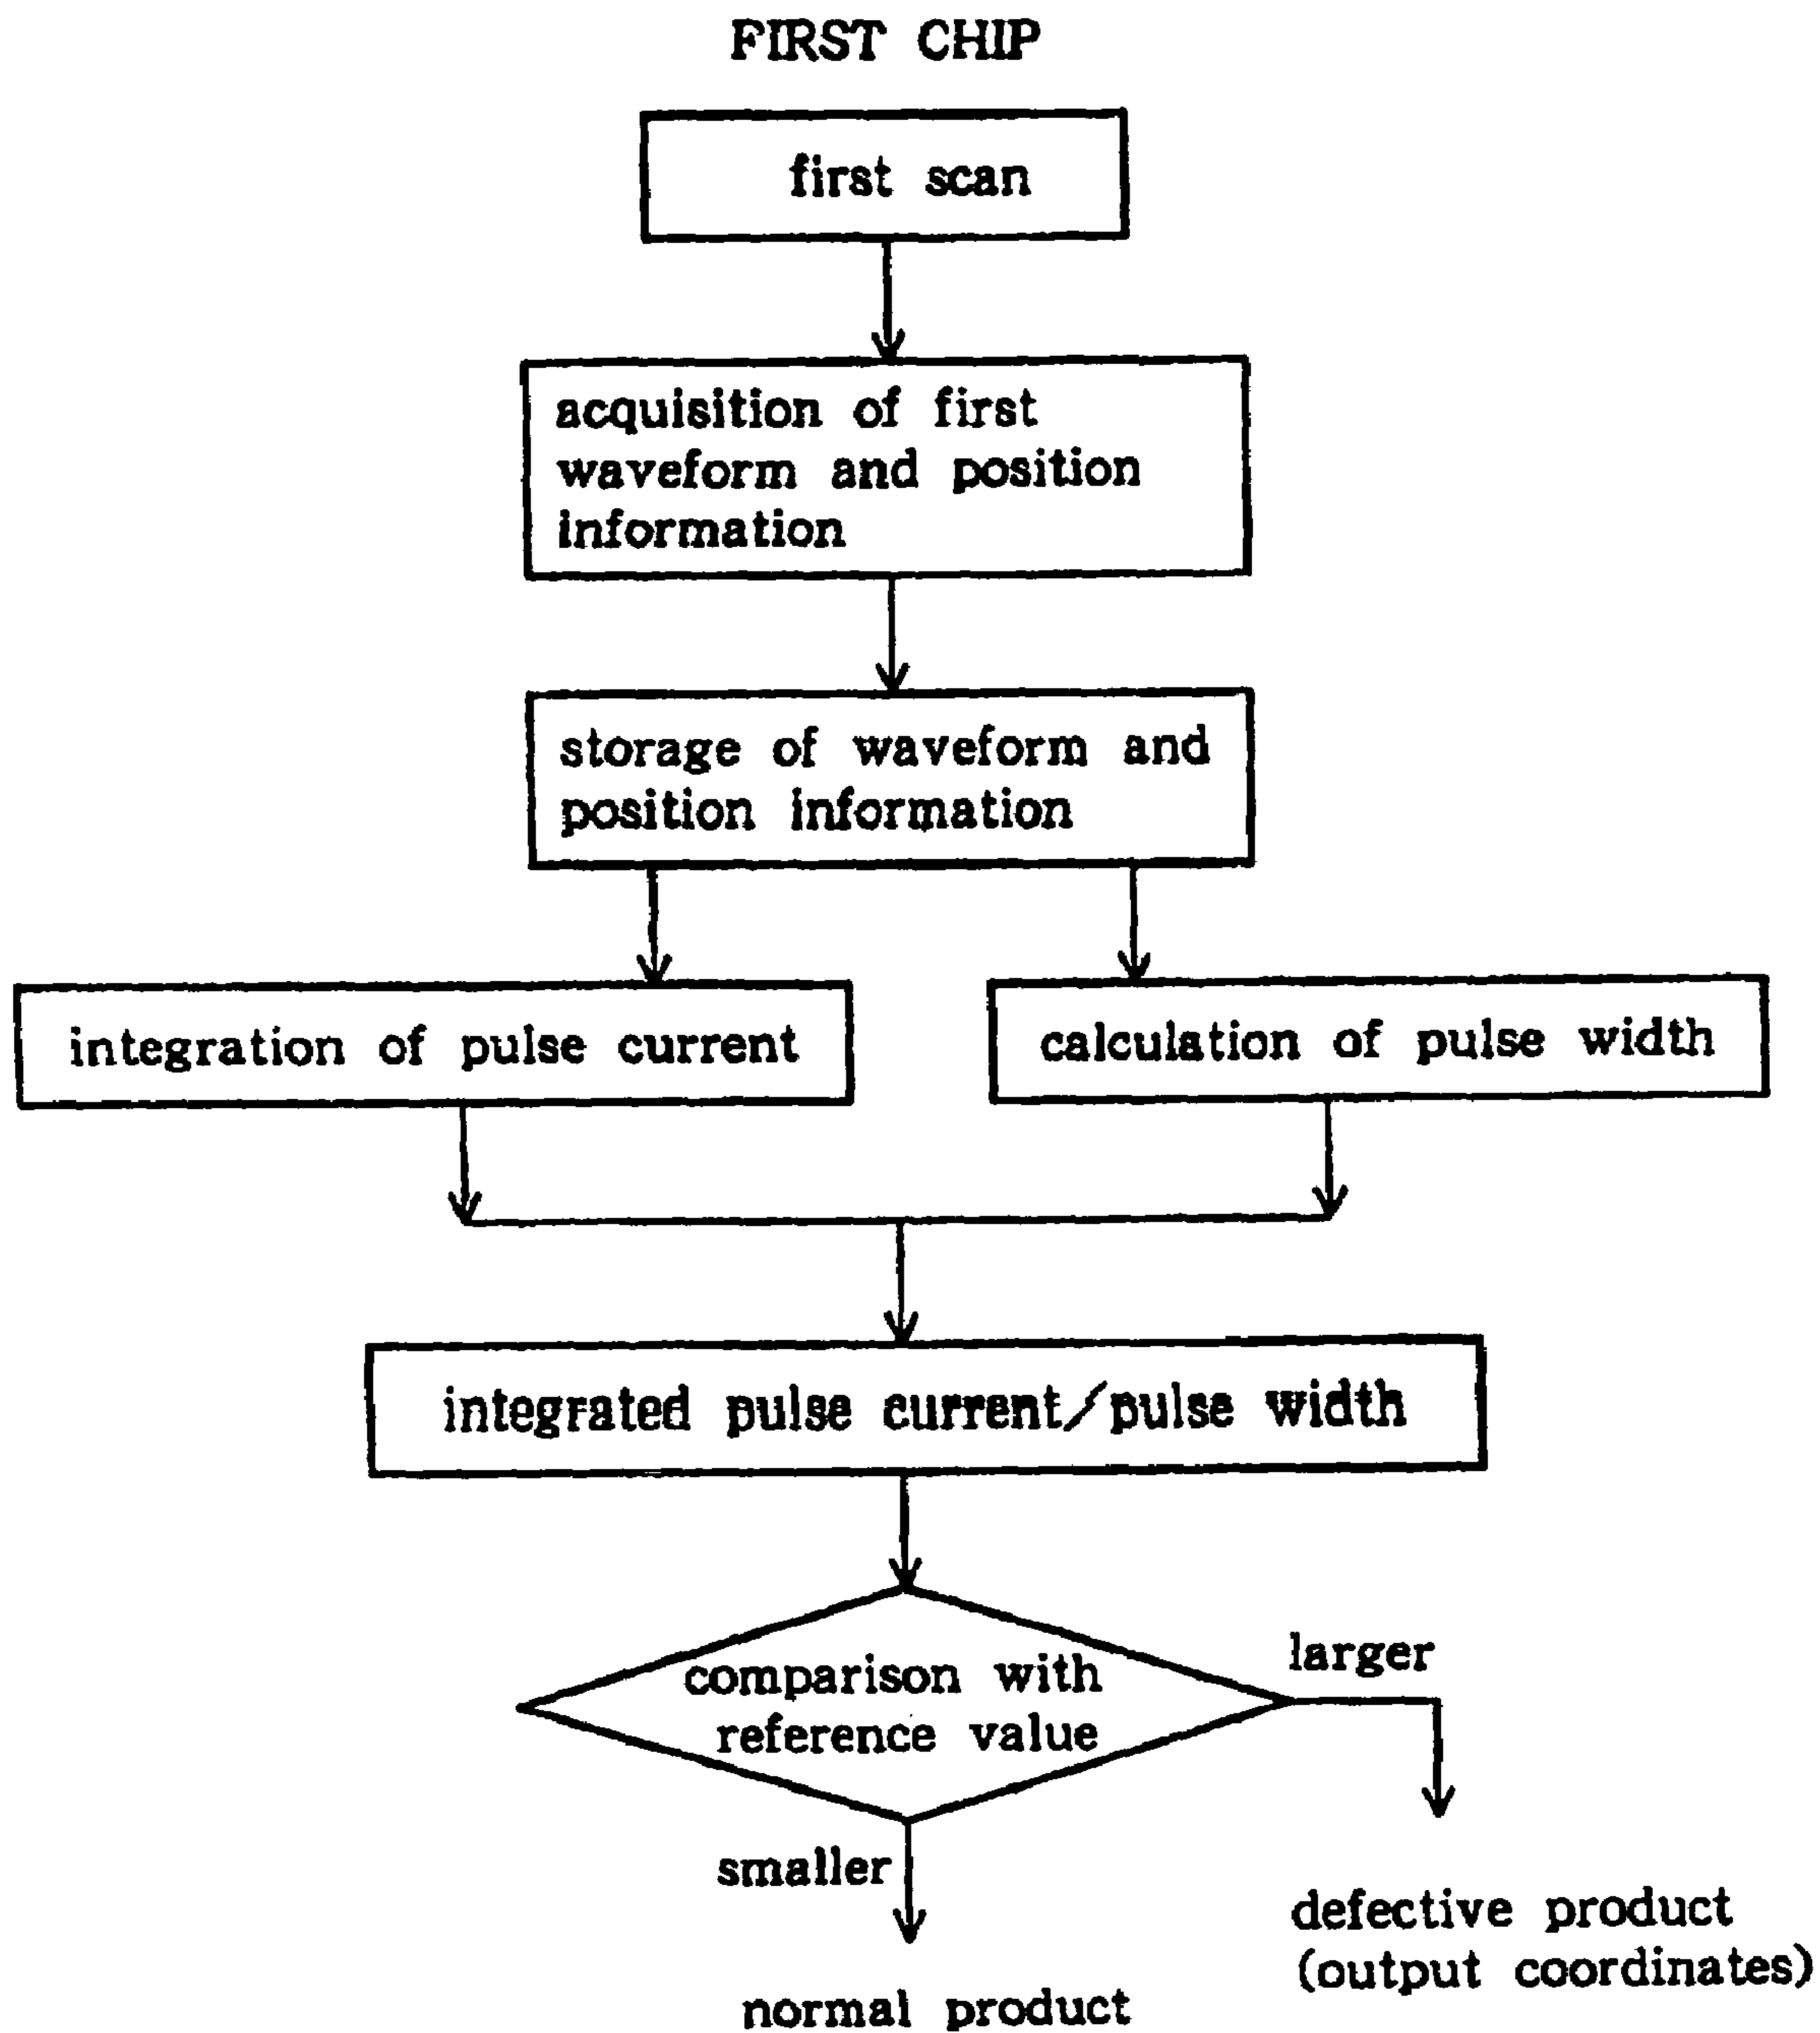 FIRST CHIP
first scan
acquisition of first
waveform and position
information
storage of waveform and
position information
integration of pulse current
calculation of pulse width
integrated pulse current/pulse width
comparison with
reference value
larger
smaller
defective product
(output coordinates)
normal product